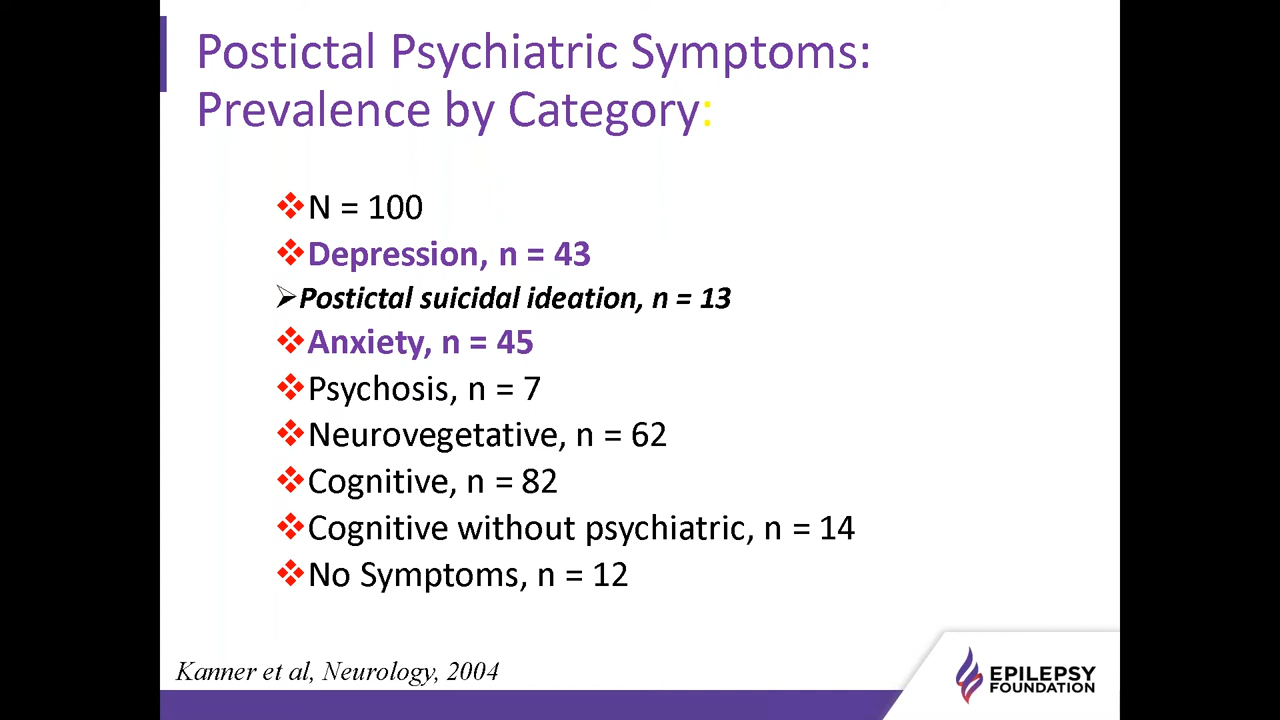 Postictal Psychiatric Symptoms:
Prevalence by Category:
N = 100
Depression, n = 43
Postictal suicidal ideation, n = 13
Anxiety, n = 45
Psychosis, n = 7
Neurovegetative, n = 62
Cognitive, n = 82
Cognitive without psychiatric, n = 14
No Symptoms, n = 12
Kanner et al, Neurology, 2004
EPILEPSY
FOUNDATION